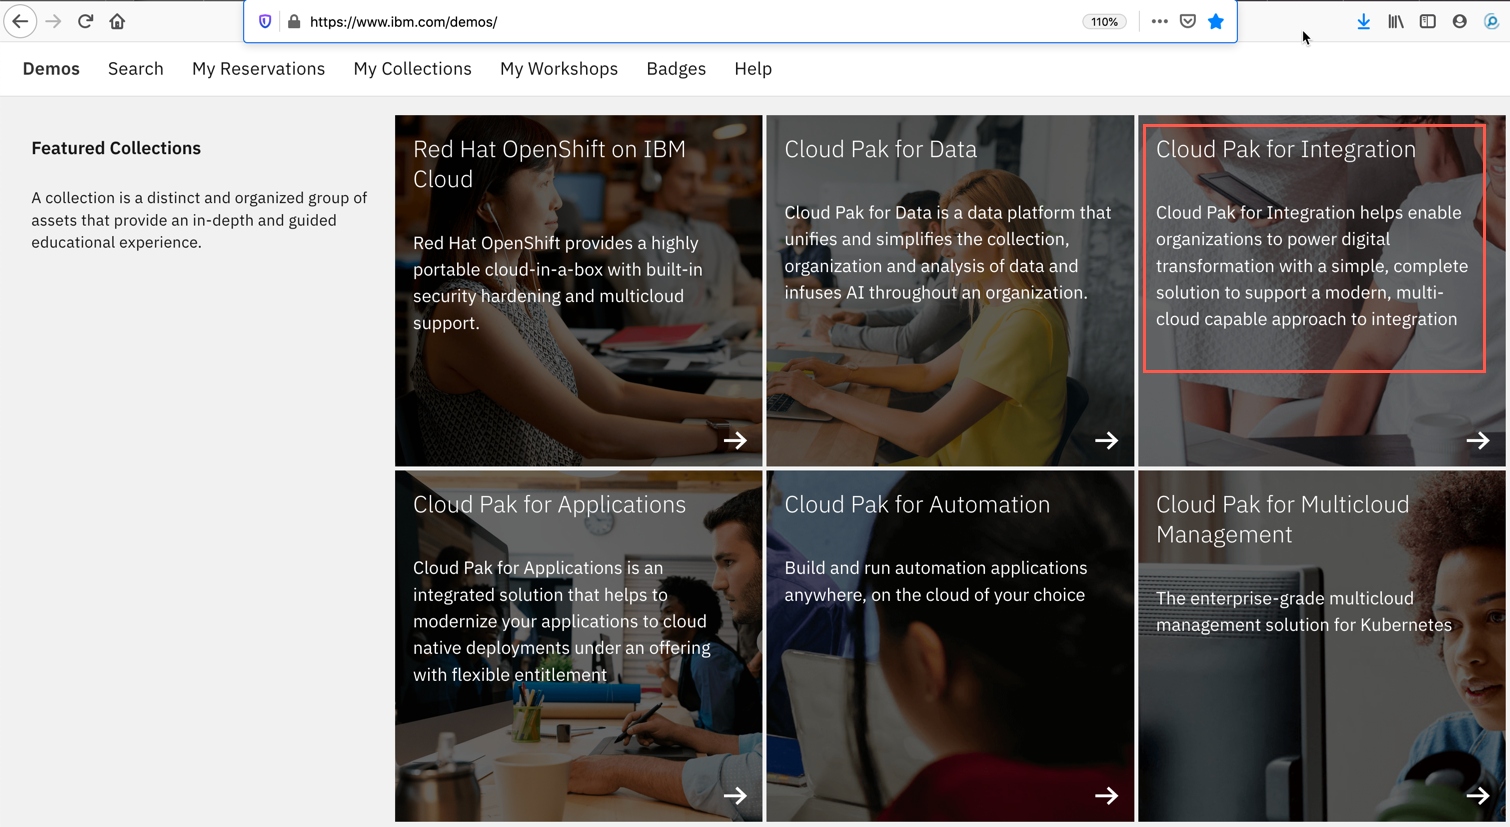 https://www.ibm.com/demos/
110%
Demos
Search
My Reservations
My Collections
My Workshops
Badges
Help
Featured Collections
A collection is a distinct and organized group of
assets that provide an in-depth and guided
educational experience.
Red Hat OpenShift on IBM
Cloud
Red Hat OpenShift provides a highly
portable cloud-in-a-box with built-in
security hardening and multicloud
support.
Cloud Pak for Data
Cloud Pak for Data is a data platform that
unifies and simplifies the collection,
organization and analysis of data and
infuses AI throughout an organization.
Cloud Pak for Integration
Cloud Pak for Integration helps enable
organizations to power digital
transformation with a simple, complete
solution to support a modern, multi-
cloud capable approach to integration
Cloud Pak for Applications
Cloud Pak for Applications is an
integrated solution that helps to
modernize your applications to cloud
native deployments under an offering
with flexible entitlement
Cloud Pak for Automation
Build and run automation applications
anywhere, on the cloud of your choice
Cloud Pak for Multicloud
Management
The enterprise-grade multicloud
management solution for Kubernetes